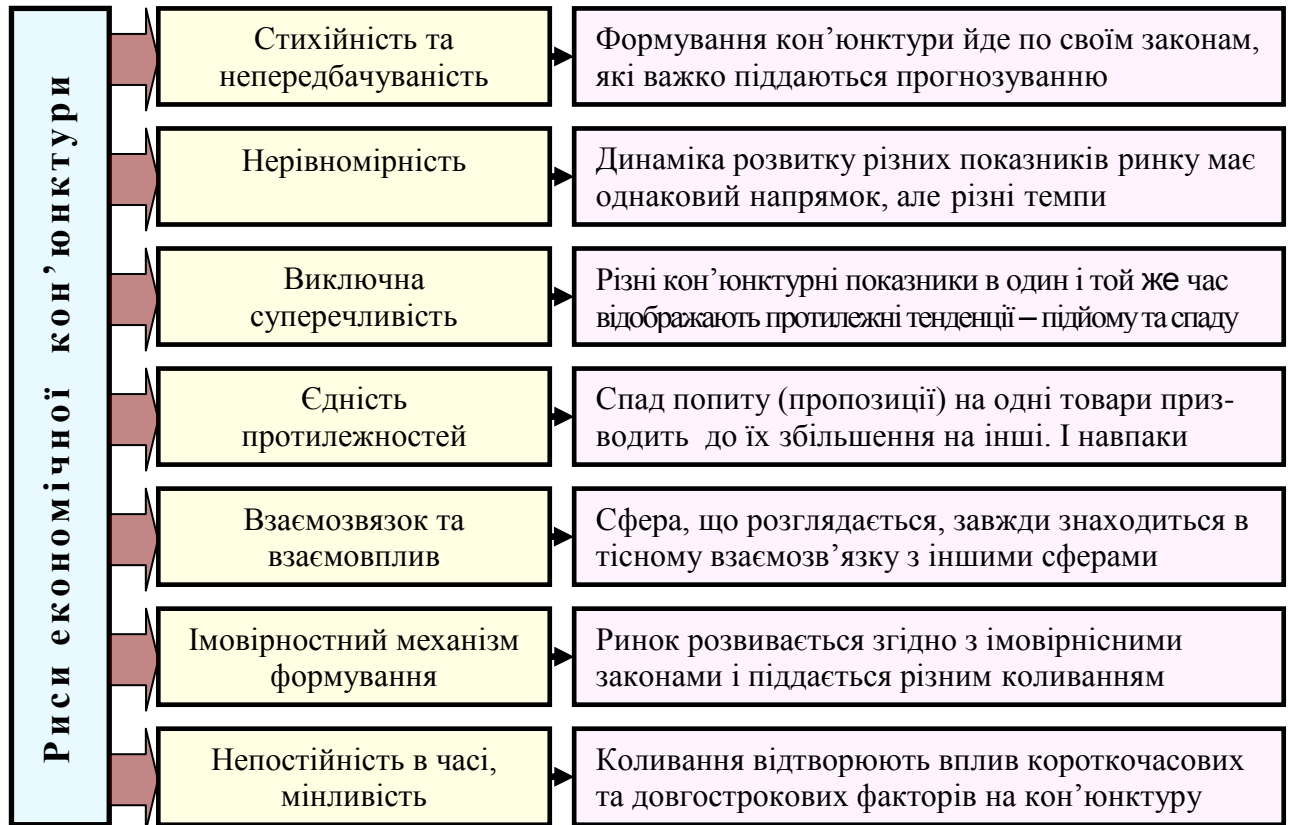 Риси економічної кон’юнктури
Стихійність та
непередбачуваність
Формування кон’юнктури йде по своїм законам,
які важко піддаються прогнозуванню
Нерівномірність
Динаміка розвитку різних показників ринку має
однаковий напрямок, але різні темпи
Виключна
суперечливість
Різні кон’юнктурні показники в один і той же час
відображають протилежні тенденції – підйому та спаду
Єдність
протилежностей
Спад попиту (пропозиції) на одні товари приз-
водить до їх збільшення на інші. І навпаки
Взаємозвязок та
взаємовплив
Сфера, що розглядається, завжди знаходиться в
тісному взаємозв’язку з іншими сферами
Імовірностний механізм
формування
Ринок розвивається згідно з імовірнісними
законами і піддається різним коливанням
Непостійність в часі,
мінливість
Коливання відтворюють вплив короткочасових
та довгострокових факторів на кон’юнктуру